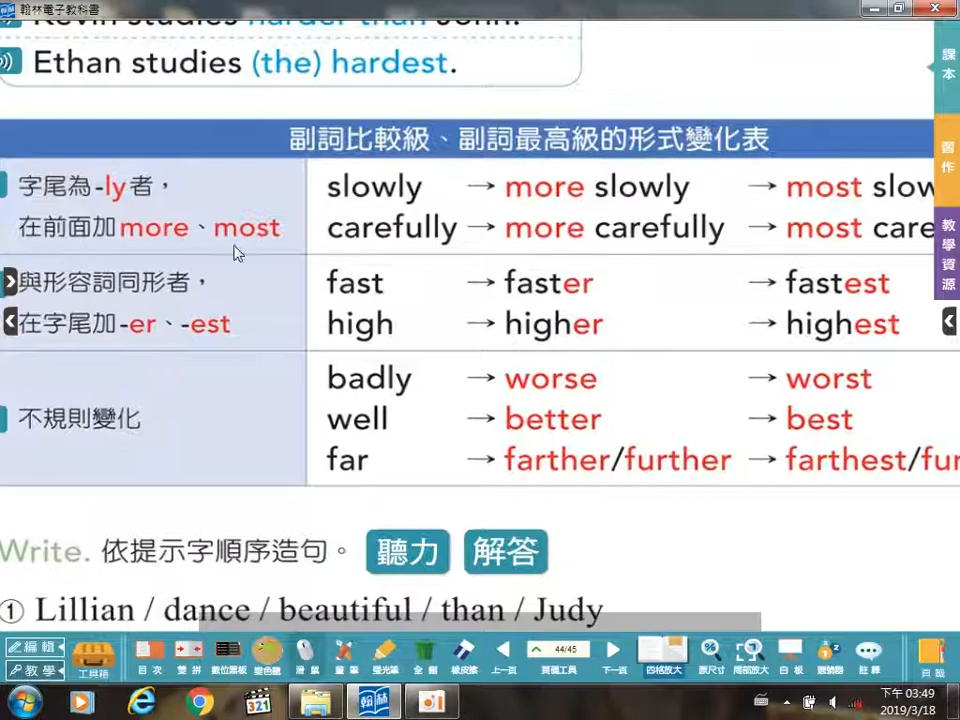 翰林電子教科書
Kevin studies harder than John.
Ethan studies (the) hardest.
副詞比較級、副詞最高級的形式變化表
字尾為-ly者，
在前面加more、most
slowly → more slowly → most slow
carefully → more carefully → most care
與形容詞同形者，
在字尾加-er、-est
fast → faster → fastest
high → higher → highest
不規則變化
badly → worse → worst
well → better → best
far → farther/further → farthest/fur
Write. 依提示字順序造句。 聽力 解答
① Lillian / dance / beautiful / than / Judy
課本
習作
教學資源
編輯
教學
工具箱
目次
雙拼
數位黑板
變色龍
滑鼠
畫筆
螢光筆
全刪
橡皮擦
上一頁
44/45
頁碼工具
下一頁
四格放大
原尺寸
局部放大
白板
選號器
註釋
頁籤
下午 03:49
2019/3/18